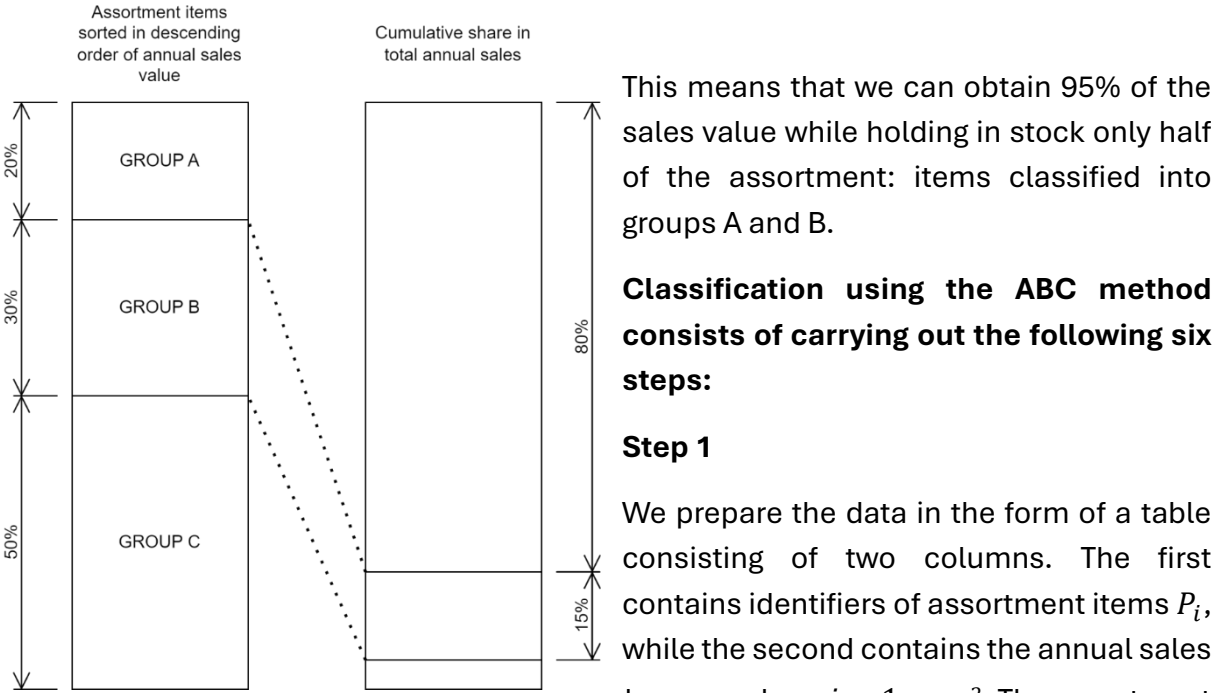 Assortment items
sorted in descending
order of annual sales
value
Cumulative share in
total annual sales
20%
GROUP A
30%
GROUP B
50%
GROUP C
80%
15%
This means that we can obtain 95% of the
sales value while holding in stock only half
of the assortment: items classified into
groups A and B.
Classification using the ABC method
consists of carrying out the following six
steps:
Step 1
We prepare the data in the form of a table
consisting of two columns. The first
contains identifiers of assortment items 𝑃𝑖,
while the second contains the annual sales